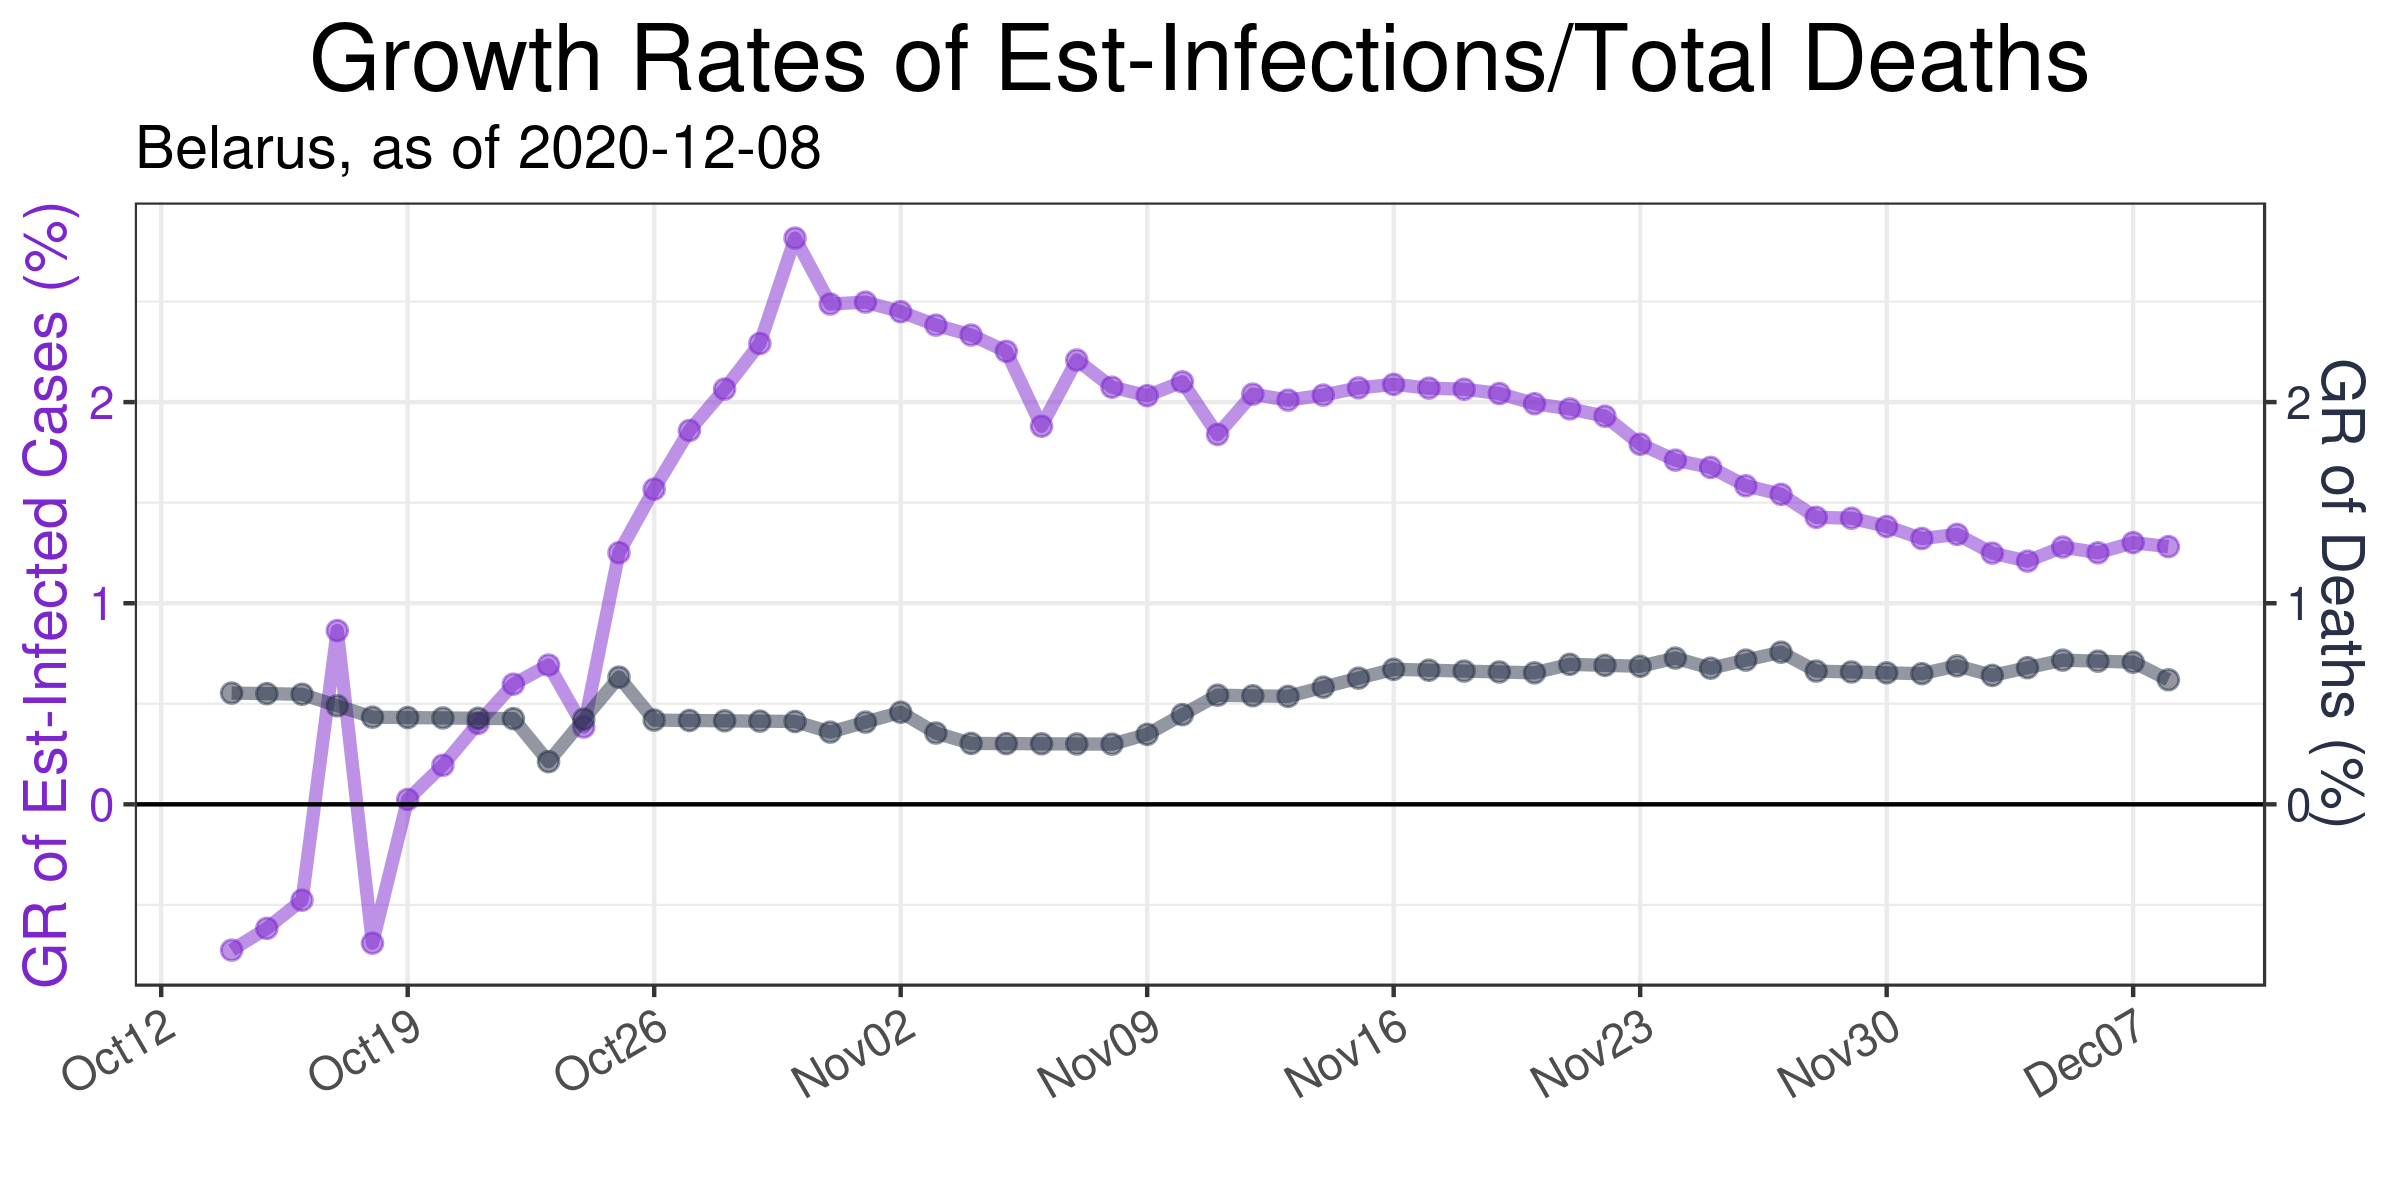 Growth Rates of Est-Infections/Total Deaths
Belarus, as of 2020-12-08
GR of Est-Infected Cases (%)
2
1
0
2
1
0
GR of Deaths (%)
Oct12
Oct19
Oct26
Nov02
Nov09
Nov16
Nov23
Nov30
Dec07